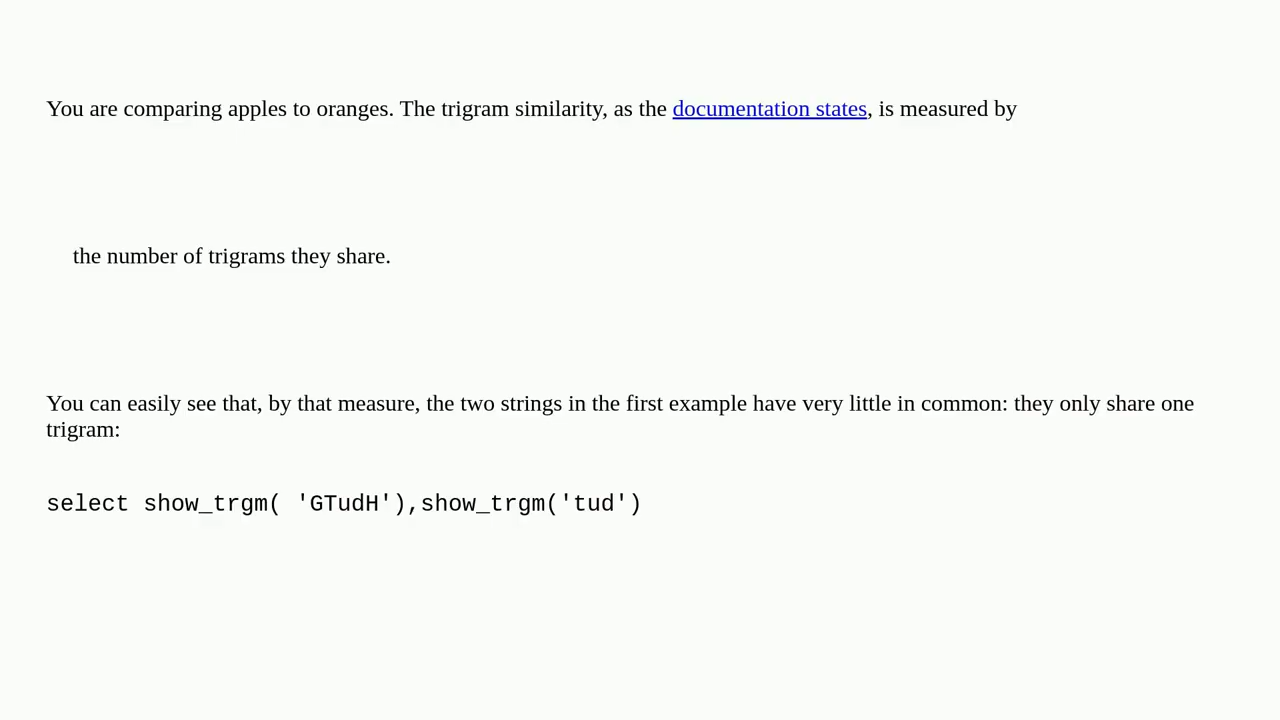 You are comparing apples to oranges. The trigram similarity, as the documentation states, is measured by
the number of trigrams they share.
You can easily see that, by that measure, the two strings in the first example have very little in common: they only share one
trigram:
select show_trgm( 'GTudH'),show_trgm('tud')